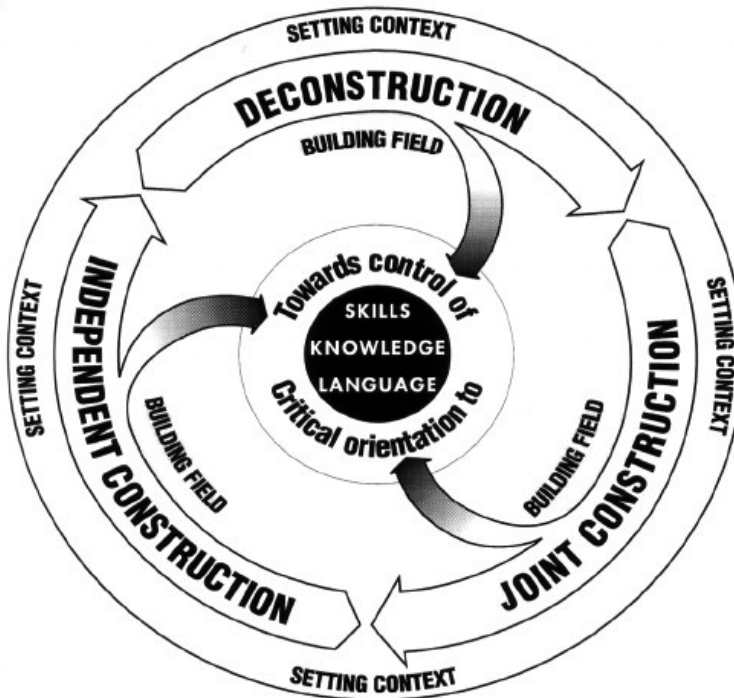 SETTING CONTEXT
DECONSTRUCTION
BUILDING FIELD
SETTING CONTEXT
JOINT CONSTRUCTION
BUILDING FIELD
SETTING CONTEXT
INDEPENDENT CONSTRUCTION
BUILDING FIELD
SETTING CONTEXT
Towards control of
SKILLS
KNOWLEDGE
LANGUAGE
Critical orientation to